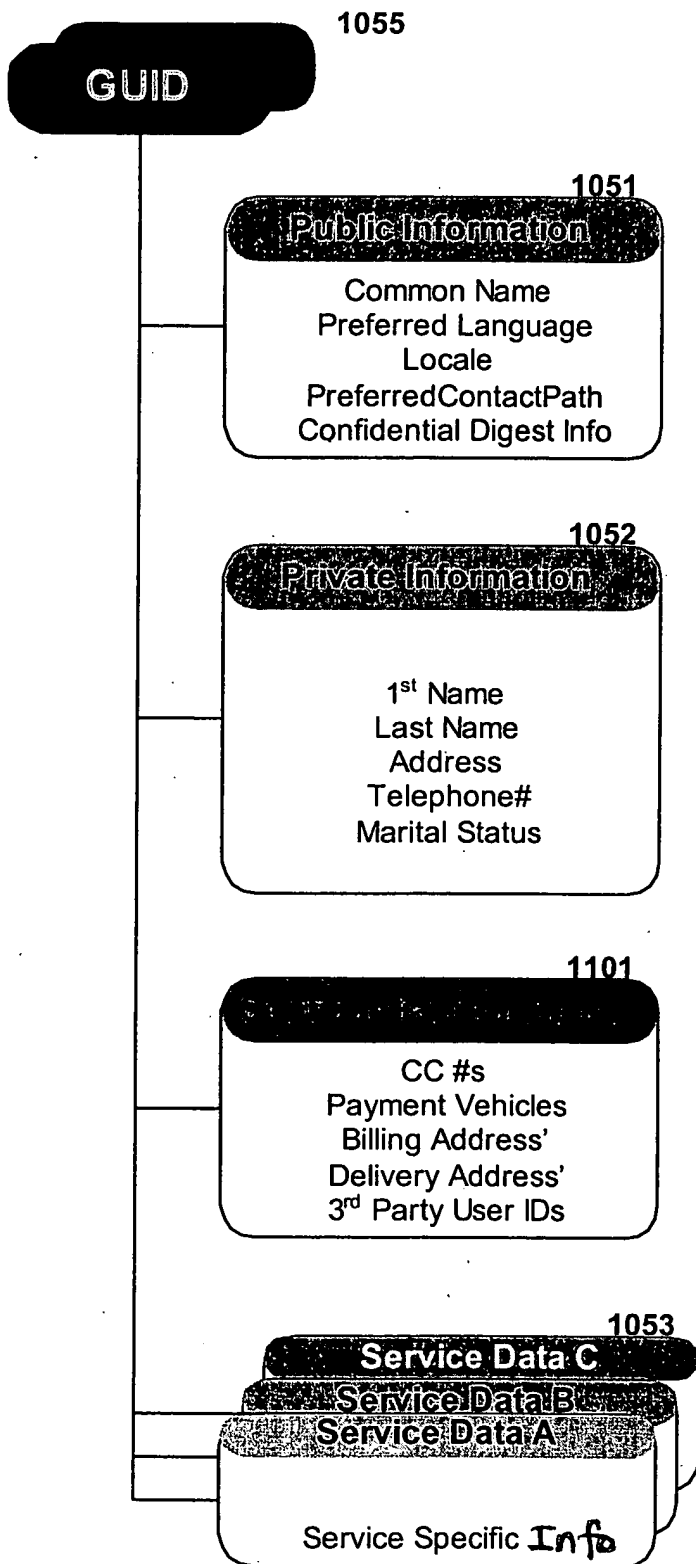 1055
GUID
1051
Public Information
Common Name
Preferred Language
Locale
PreferredContactPath
Confidential Digest Info
1052
Private Information
1st Name
Last Name
Address
Telephone#
Marital Status
1101
CC #s
Payment Vehicles
Billing Address'
Delivery Address'
3rd Party User IDs
1053
Service Data C
Service Data B
Service Data A
Service Specific Info